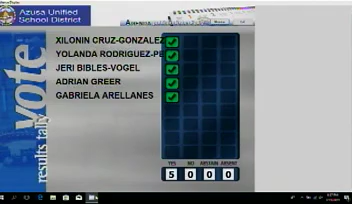 Azusa Unified
School District
XILONIN CRUZ-GONZALEZ
YOLANDA RODRIGUEZ-PE
JERI BIBLES-VOGEL
ADRIAN GREER
GABRIELA ARELLANES
vote
results tally
YES NO ABSTAIN ABSENT
5 0 0 0